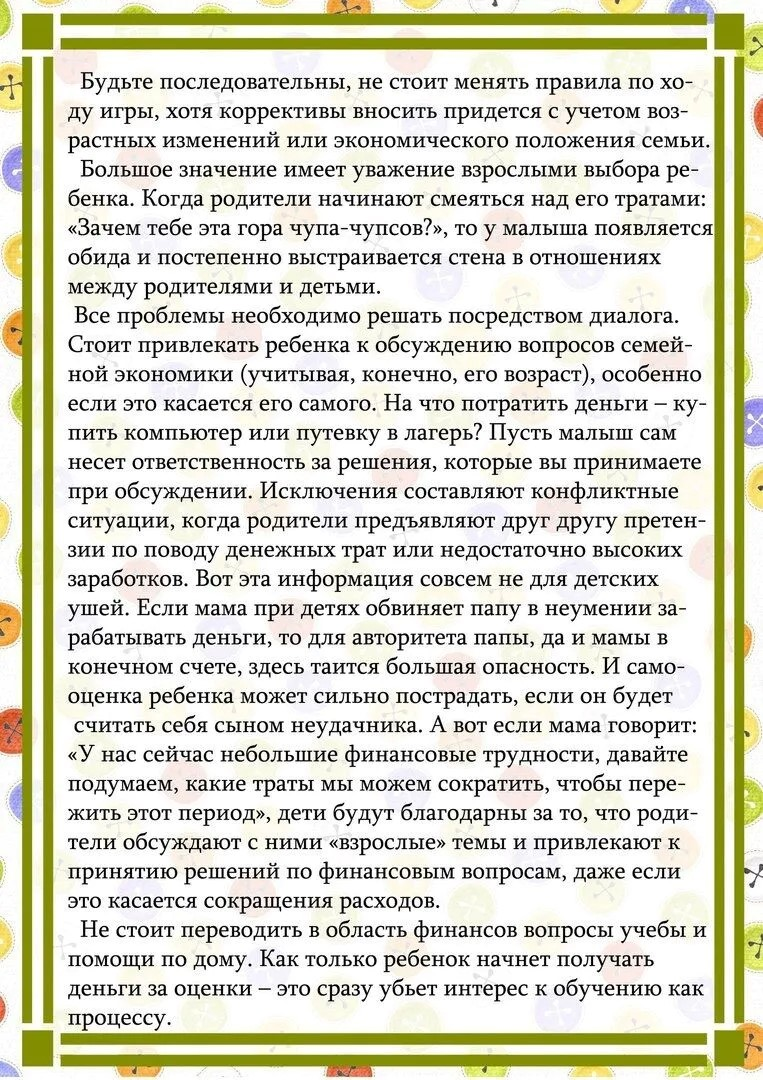 Будьте последовательны, не стоит менять правила по хо-
ду игры, хотя коррективы вносить придется с учетом воз-
растных изменений или экономического положения семьи.
Большое значение имеет уважение взрослыми выбора ре-
бенка. Когда родители начинают смеяться над его тратами:
«Зачем тебе эта гора чупа-чупсов?», то у малыша появляется
обида и постепенно выстраивается стена в отношениях
между родителями и детьми.
Все проблемы необходимо решать посредством диалога.
Стоит привлекать ребенка к обсуждению вопросов семей-
ной экономики (учитывая, конечно, его возраст), особенно
если это касается его самого. На что потратить деньги – ку-
пить компьютер или путевку в лагерь? Пусть малыш сам
несет ответственность за решения, которые вы принимаете
при обсуждении. Исключения составляют конфликтные
ситуации, когда родители предъявляют друг другу претен-
зии по поводу денежных трат или недостаточно высоких
заработков. Вот эта информация совсем не для детских
ушей. Если мама при детях обвиняет папу в неумении за-
рабатывать деньги, то для авторитета папы, да и мамы в
конечном счете, здесь таится большая опасность. И само-
оценка ребенка может сильно пострадать, если он будет
считать себя сыном неудачника. А вот если мама говорит:
«У нас сейчас небольшие финансовые трудности, давайте
подумаем, какие траты мы можем сократить, чтобы пере-
жить этот период», дети будут благодарны за то, что роди-
тели обсуждают с ними «взрослые» темы и привлекают к
принятию решений по финансовым вопросам, даже если
это касается сокращения расходов.
Не стоит переводить в область финансов вопросы учебы и
помощи по дому. Как только ребенок начнет получать
деньги за оценки – это сразу убьет интерес к обучению как
процессу.